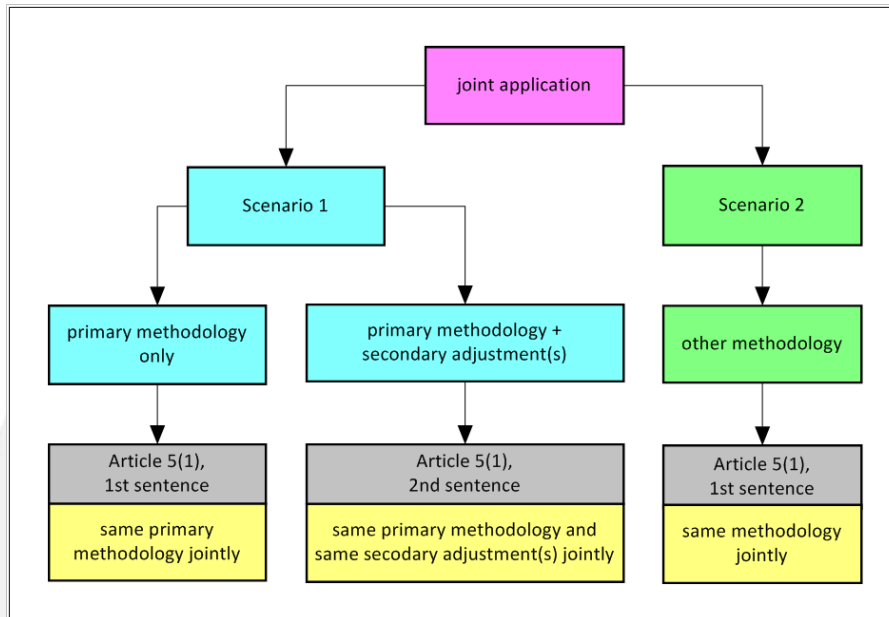 joint application
Scenario 1
Scenario 2
primary methodology
only
primary methodology +
secondary adjustment(s)
other methodology
Article 5(1),
1st sentence
same primary
methodology jointly
Article 5(1),
2nd sentence
same primary methodology and
same secodary adjustment(s) jointly
Article 5(1),
1st sentence
same methodology
jointly